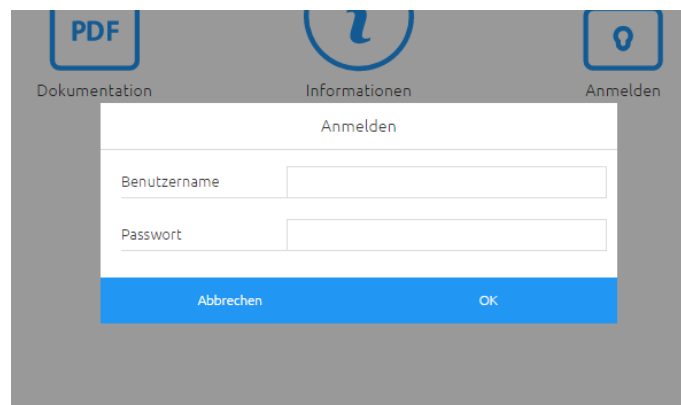 PDF
i
Dokumentation
Informationen
Anmelden
Anmelden
Benutzername
Passwort
Abbrechen
OK